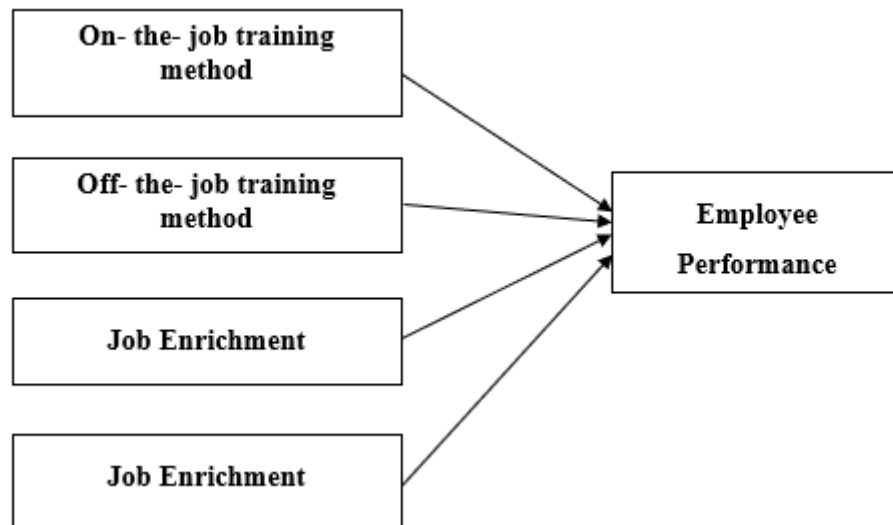 On- the- job training
method
Off- the- job training
method
Job Enrichment
Job Enrichment
Employee
Performance